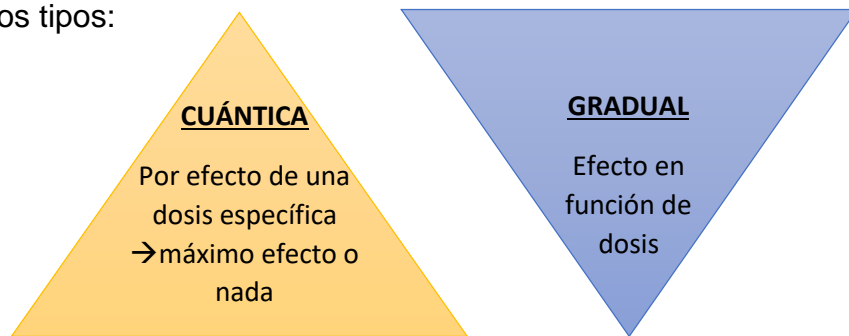 os tipos:
CUÁNTICA
Por efecto de una
dosis específica
→máximo efecto o
nada
GRADUAL
Efecto en
función de
dosis